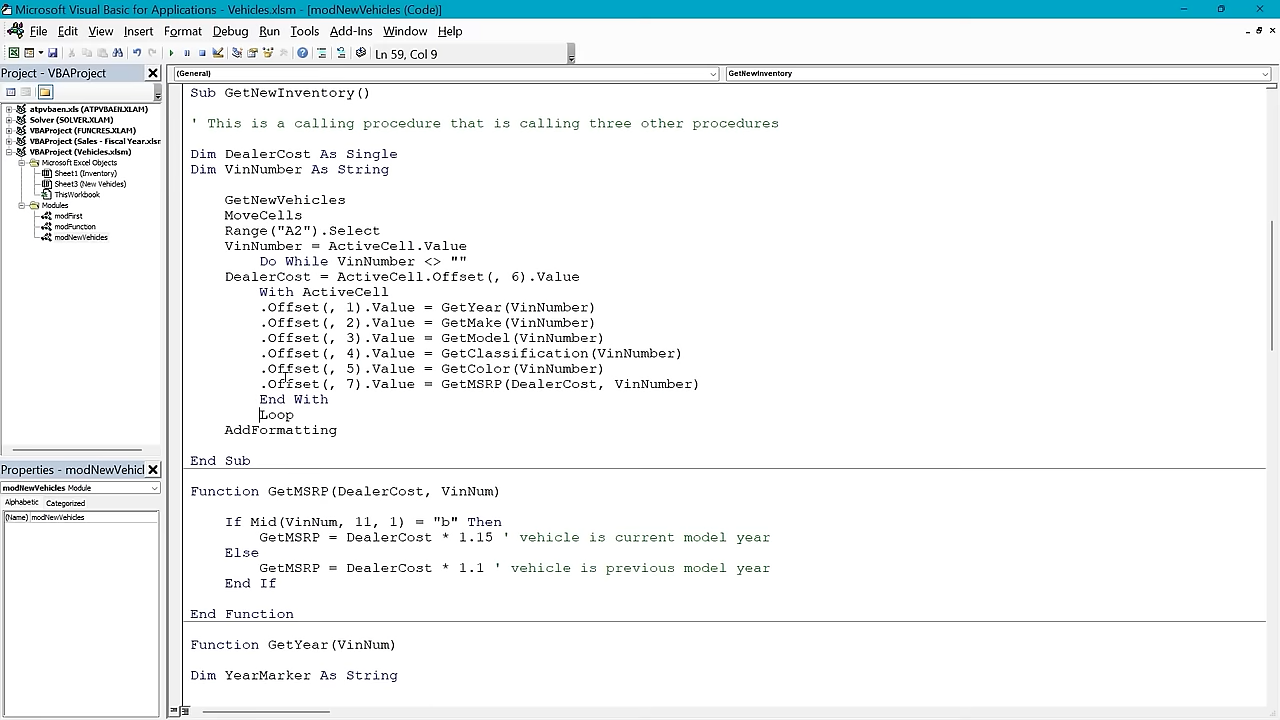 Microsoft Visual Basic for Applications - Vehicles.xlsm - [modNewVehicles (Code)]
File Edit View Insert Format Debug Run Tools Add-Ins Window Help
Ln 59, Col 9
Project - VBAProject
(General)
GetNewInventory
atpvbaen.xls (ATPVBAEN.XLAM)
Solver (SOLVER.XLAM)
VBAProject (FUNCRES.XLAM)
VBAProject (Sales - Fiscal Year.xlsm
VBAProject (Vehicles.xlsm)
Microsoft Excel Objects
Sheet1 (Inventory)
Sheet3 (New Vehicles)
ThisWorkbook
Modules
modFirst
modFunction
modNewVehicles
Properties - modNewVehicl
modNewVehicles Module
Alphabetic Categorized
(Name) modNewVehicles
Sub GetNewInventory()
' This is a calling procedure that is calling three other procedures
Dim DealerCost As Single
Dim VinNumber As String
GetNewVehicles
MoveCells
Range("A2").Select
VinNumber = ActiveCell.Value
Do While VinNumber <> ""
DealerCost = ActiveCell.Offset(, 6).Value
With ActiveCell
.Offset(, 1).Value = GetYear(VinNumber)
.Offset(, 2).Value = GetMake(VinNumber)
.Offset(, 3).Value = GetModel(VinNumber)
.Offset(, 4).Value = GetClassification(VinNumber)
.Offset(, 5).Value = GetColor(VinNumber)
.Offset(, 7).Value = GetMSRP(DealerCost, VinNumber)
End With
Loop
AddFormatting
End Sub
Function GetMSRP(DealerCost, VinNum)
If Mid(VinNum, 11, 1) = "b" Then
GetMSRP = DealerCost * 1.15 ' vehicle is current model year
Else
GetMSRP = DealerCost * 1.1 ' vehicle is previous model year
End If
End Function
Function GetYear(VinNum)
Dim YearMarker As String